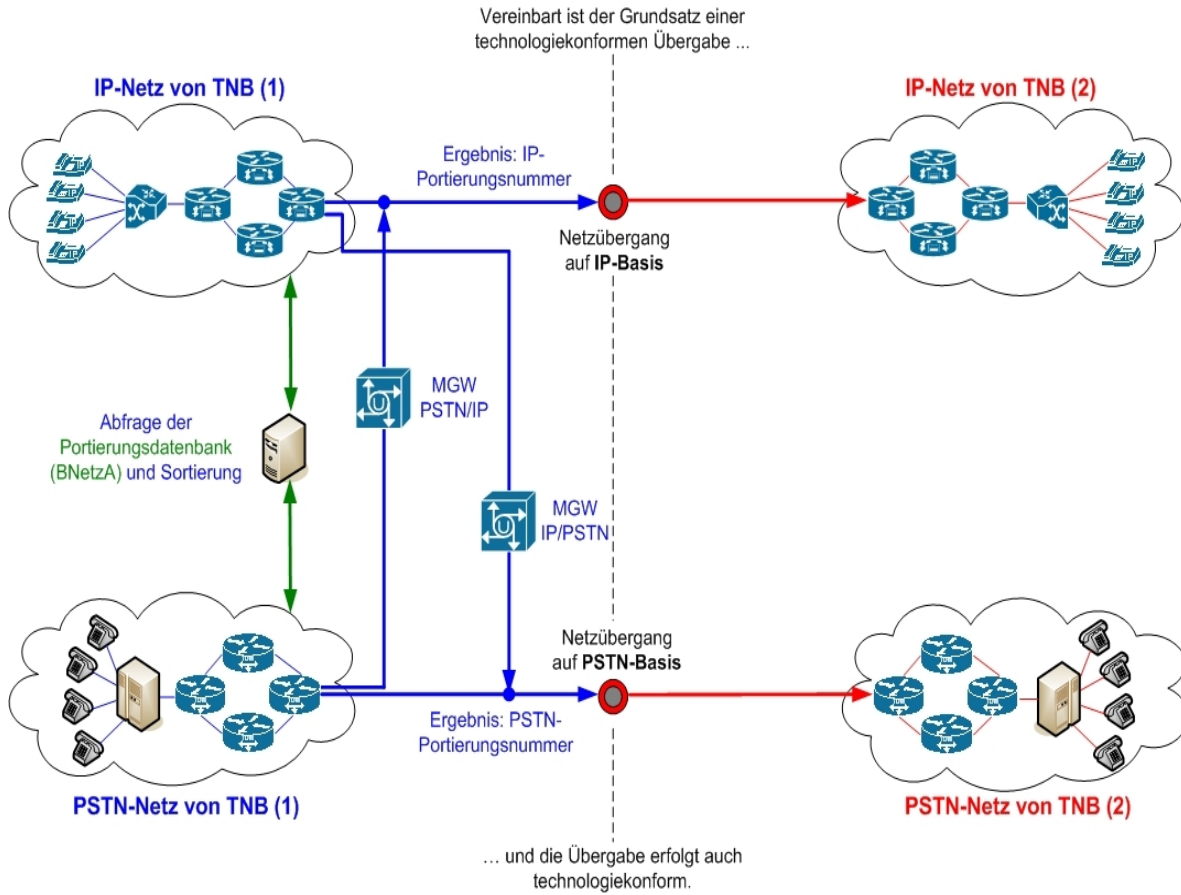 Vereinbart ist der Grundsatz einer
technologiekonformen Übergabe ...
IP-Netz von TNB (1)
IP-Netz von TNB (2)
Ergebnis: IP-
Portierungsnummer
Netzübergang
auf IP-Basis
MGW
PSTN/IP
Abfrage der
Portierungsdatenbank
(BNetzA) und Sortierung
MGW
IP/PSTN
Netzübergang
auf PSTN-Basis
Ergebnis: PSTN-
Portierungsnummer
PSTN-Netz von TNB (1)
PSTN-Netz von TNB (2)
... und die Übergabe erfolgt auch
technologiekonform.